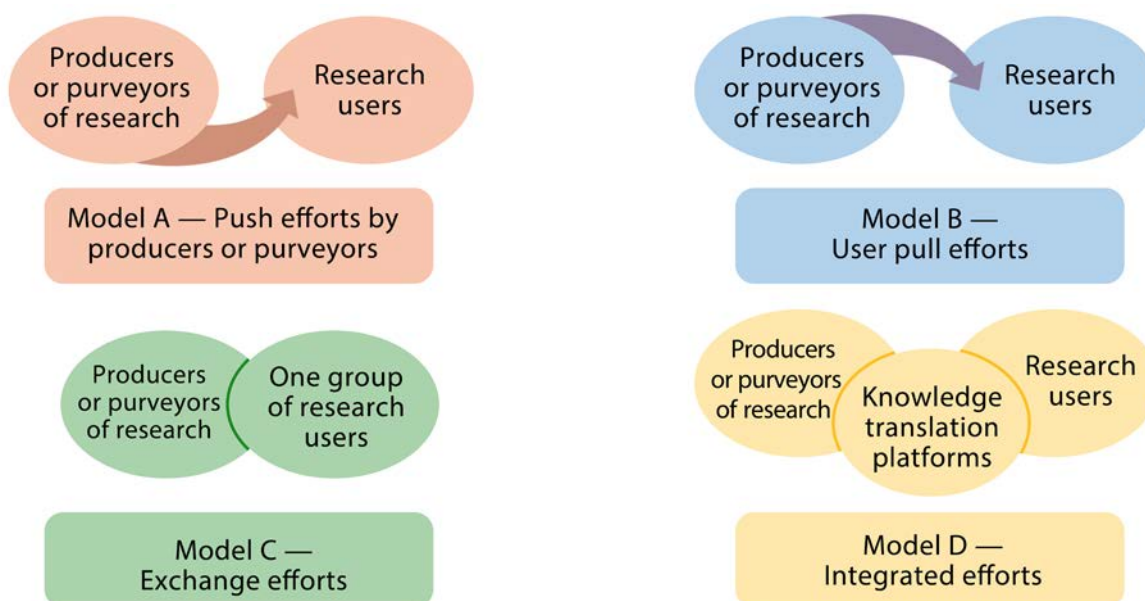 Producers
or purveyors
of research
Research
users
Model A — Push efforts by
producers or purveyors
Producers
or purveyors
of research
Research
users
Model B —
User pull efforts
Producers
or purveyors
of research
One group
of research
users
Model C —
Exchange efforts
Producers
or purveyors
of research
Knowledge
translation
platforms
Research
users
Model D —
Integrated efforts